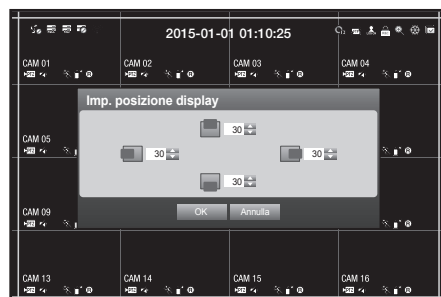 2015-01-01 01:10:25
CAM 01 CAM 02 CAM 03 CAM 04
Imp. posizione display
30
CAM 05
30 30
30
CAM 09
OK Annulla
CAM 13 CAM 14 CAM 15 CAM 16